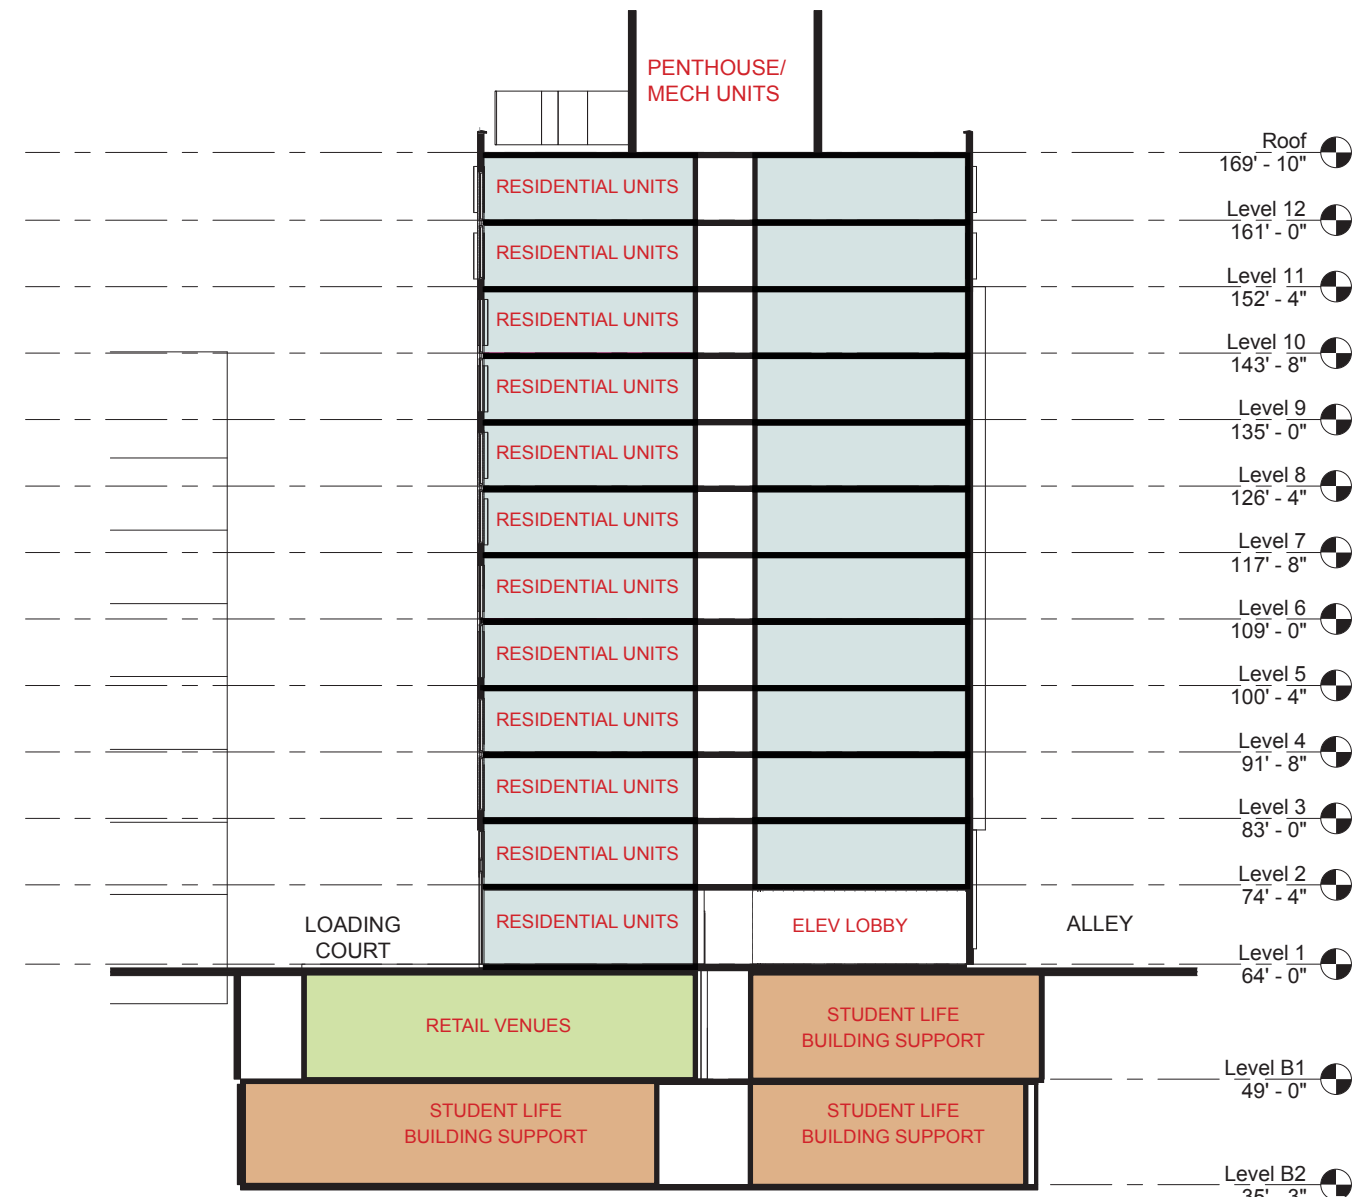 PENTHOUSE/
MECH UNITS
Roof
169' - 10"
RESIDENTIAL UNITS
Level 12
161' - 0"
RESIDENTIAL UNITS
Level 11
152' - 4"
RESIDENTIAL UNITS
Level 10
143' - 8"
RESIDENTIAL UNITS
Level 9
135' - 0"
RESIDENTIAL UNITS
Level 8
126' - 4"
RESIDENTIAL UNITS
Level 7
117' - 8"
RESIDENTIAL UNITS
Level 6
109' - 0"
RESIDENTIAL UNITS
Level 5
100' - 4"
RESIDENTIAL UNITS
Level 4
91' - 8"
RESIDENTIAL UNITS
Level 3
83' - 0"
RESIDENTIAL UNITS
Level 2
74' - 4"
RESIDENTIAL UNITS
ELEV LOBBY
LOADING
COURT
ALLEY
Level 1
64' - 0"
RETAIL VENUES
STUDENT LIFE
BUILDING SUPPORT
Level B1
49' - 0"
STUDENT LIFE
BUILDING SUPPORT
STUDENT LIFE
BUILDING SUPPORT
Level B2
35' - 3"